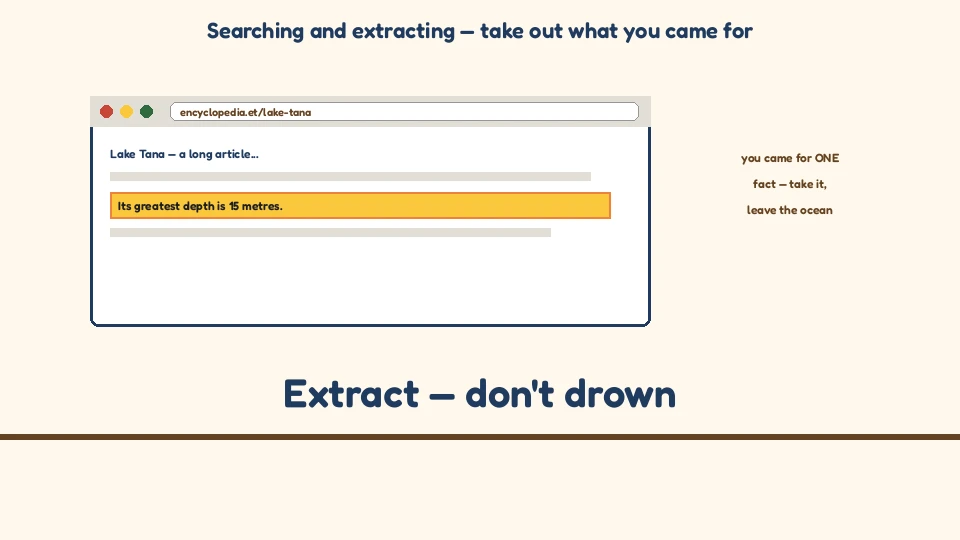 Searching and extracting — take out what you came for
encyclopedia.et/lake-tana
Lake Tana — a long article...
Its greatest depth is 15 metres.
you came for ONE
fact — take it,
leave the ocean
Extract — don't drown